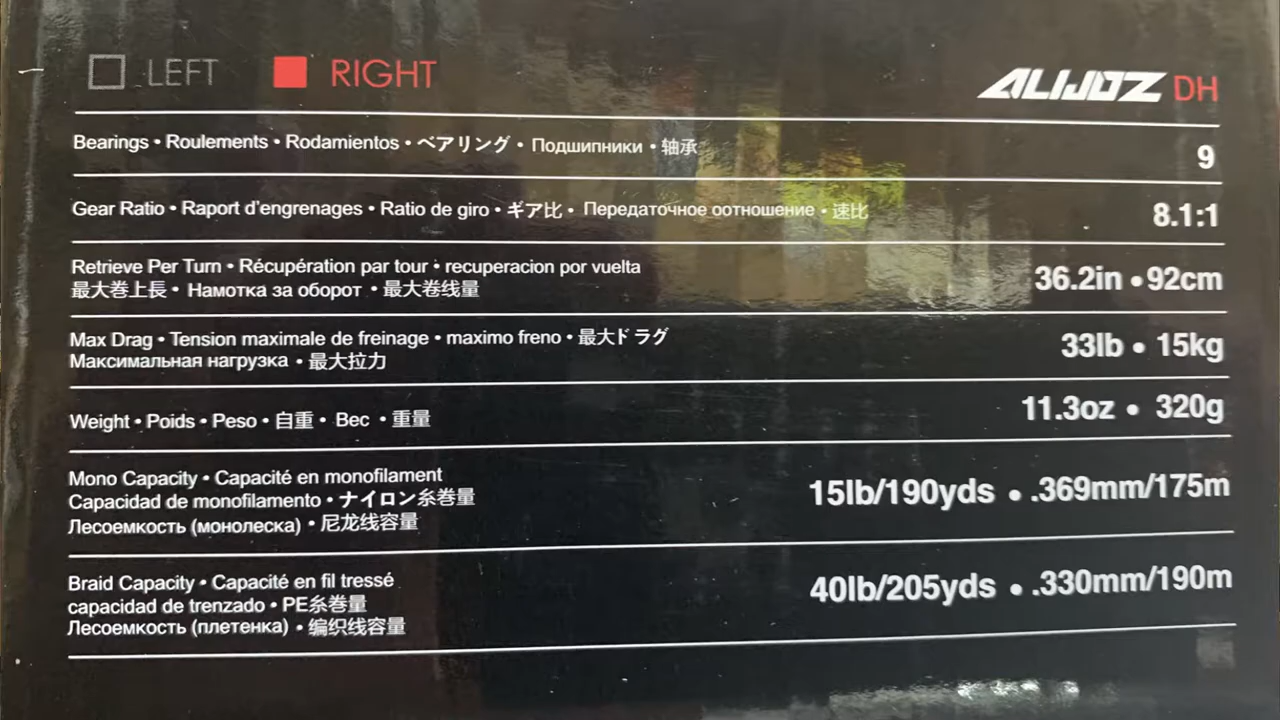 LEFT RIGHT ALIJOZ DH
Bearings • Roulements • Rodamientos • ベアリング • Подшипники • 轴承 9
Gear Ratio • Raport d'engrenages • Ratio de giro • ギア比 • Передаточное оотношение • 速比 8.1:1
Retrieve Per Turn • Récupération par tour • recuperacion por vuelta
最大巻上長 • Намотка за оборот • 最大卷线量 36.2in • 92cm
Max Drag • Tension maximale de freinage • maximo freno • 最大ドラグ
Максимальная нагрузка • 最大拉力 33lb • 15kg
Weight • Poids • Peso • 自重 • Вес • 重量 11.3oz • 320g
Mono Capacity • Capacité en monofilament
Capacidad de monofilamento • ナイロン糸巻量 15lb/190yds • .369mm/175m
Лесоемкость (монолеска) • 尼龙线容量
Braid Capacity • Capacité en fil tressé
capacidad de trenzado • PE糸巻量 40lb/205yds • .330mm/190m
Лесоемкость (плетенка) • 编织线容量